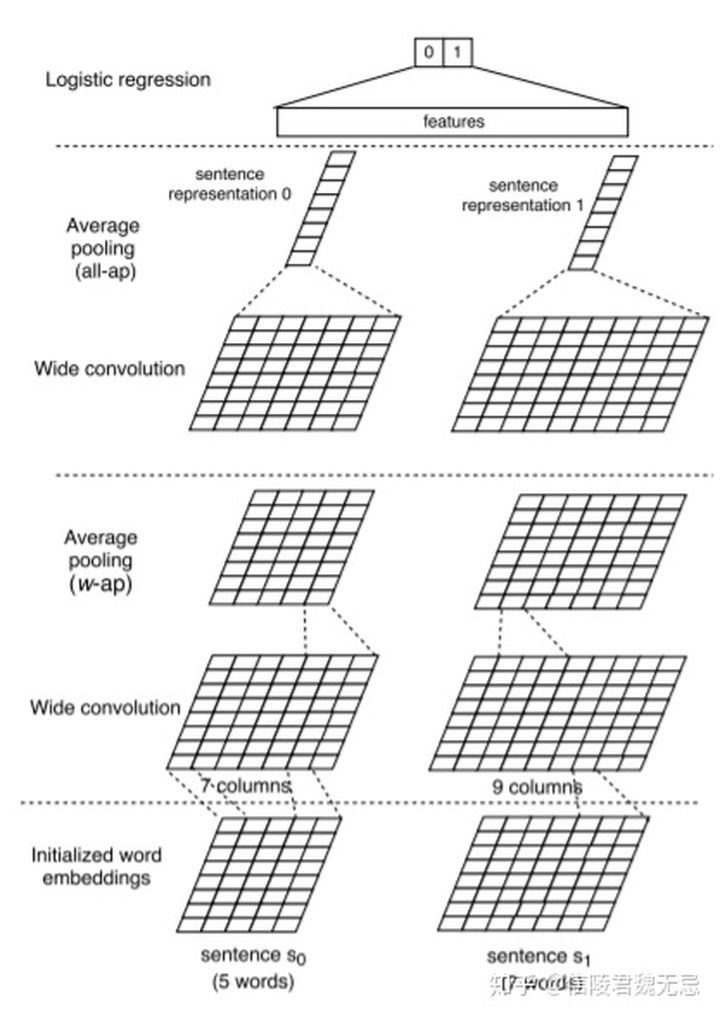 0 1
Logistic regression
features
sentence
representation 0
sentence
representation 1
Average
pooling
(all-ap)
Wide convolution
Average
pooling
(w-ap)
Wide convolution
7 columns
9 columns
Initialized word
embeddings
sentence s0
(5 words)
sentence s1
(7 words)
知乎 @信陵君魏无忌